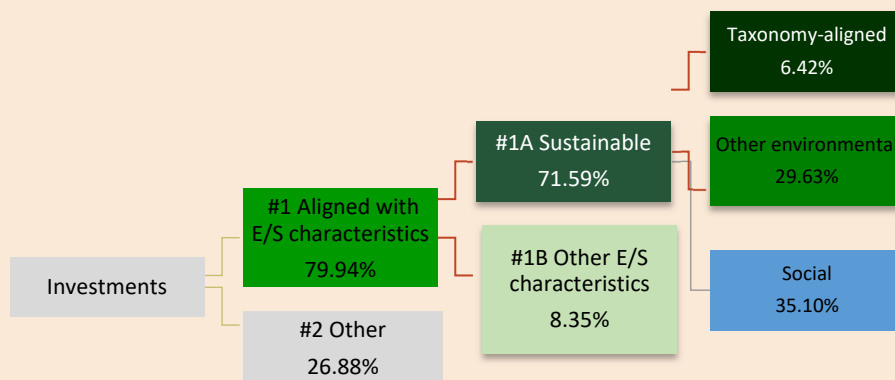 Investments
#1 Aligned with
E/S characteristics
79.94%
#2 Other
26.88%
#1A Sustainable
71.59%
#1B Other E/S
characteristics
8.35%
Taxonomy-aligned
6.42%
Other environmenta
29.63%
Social
35.10%